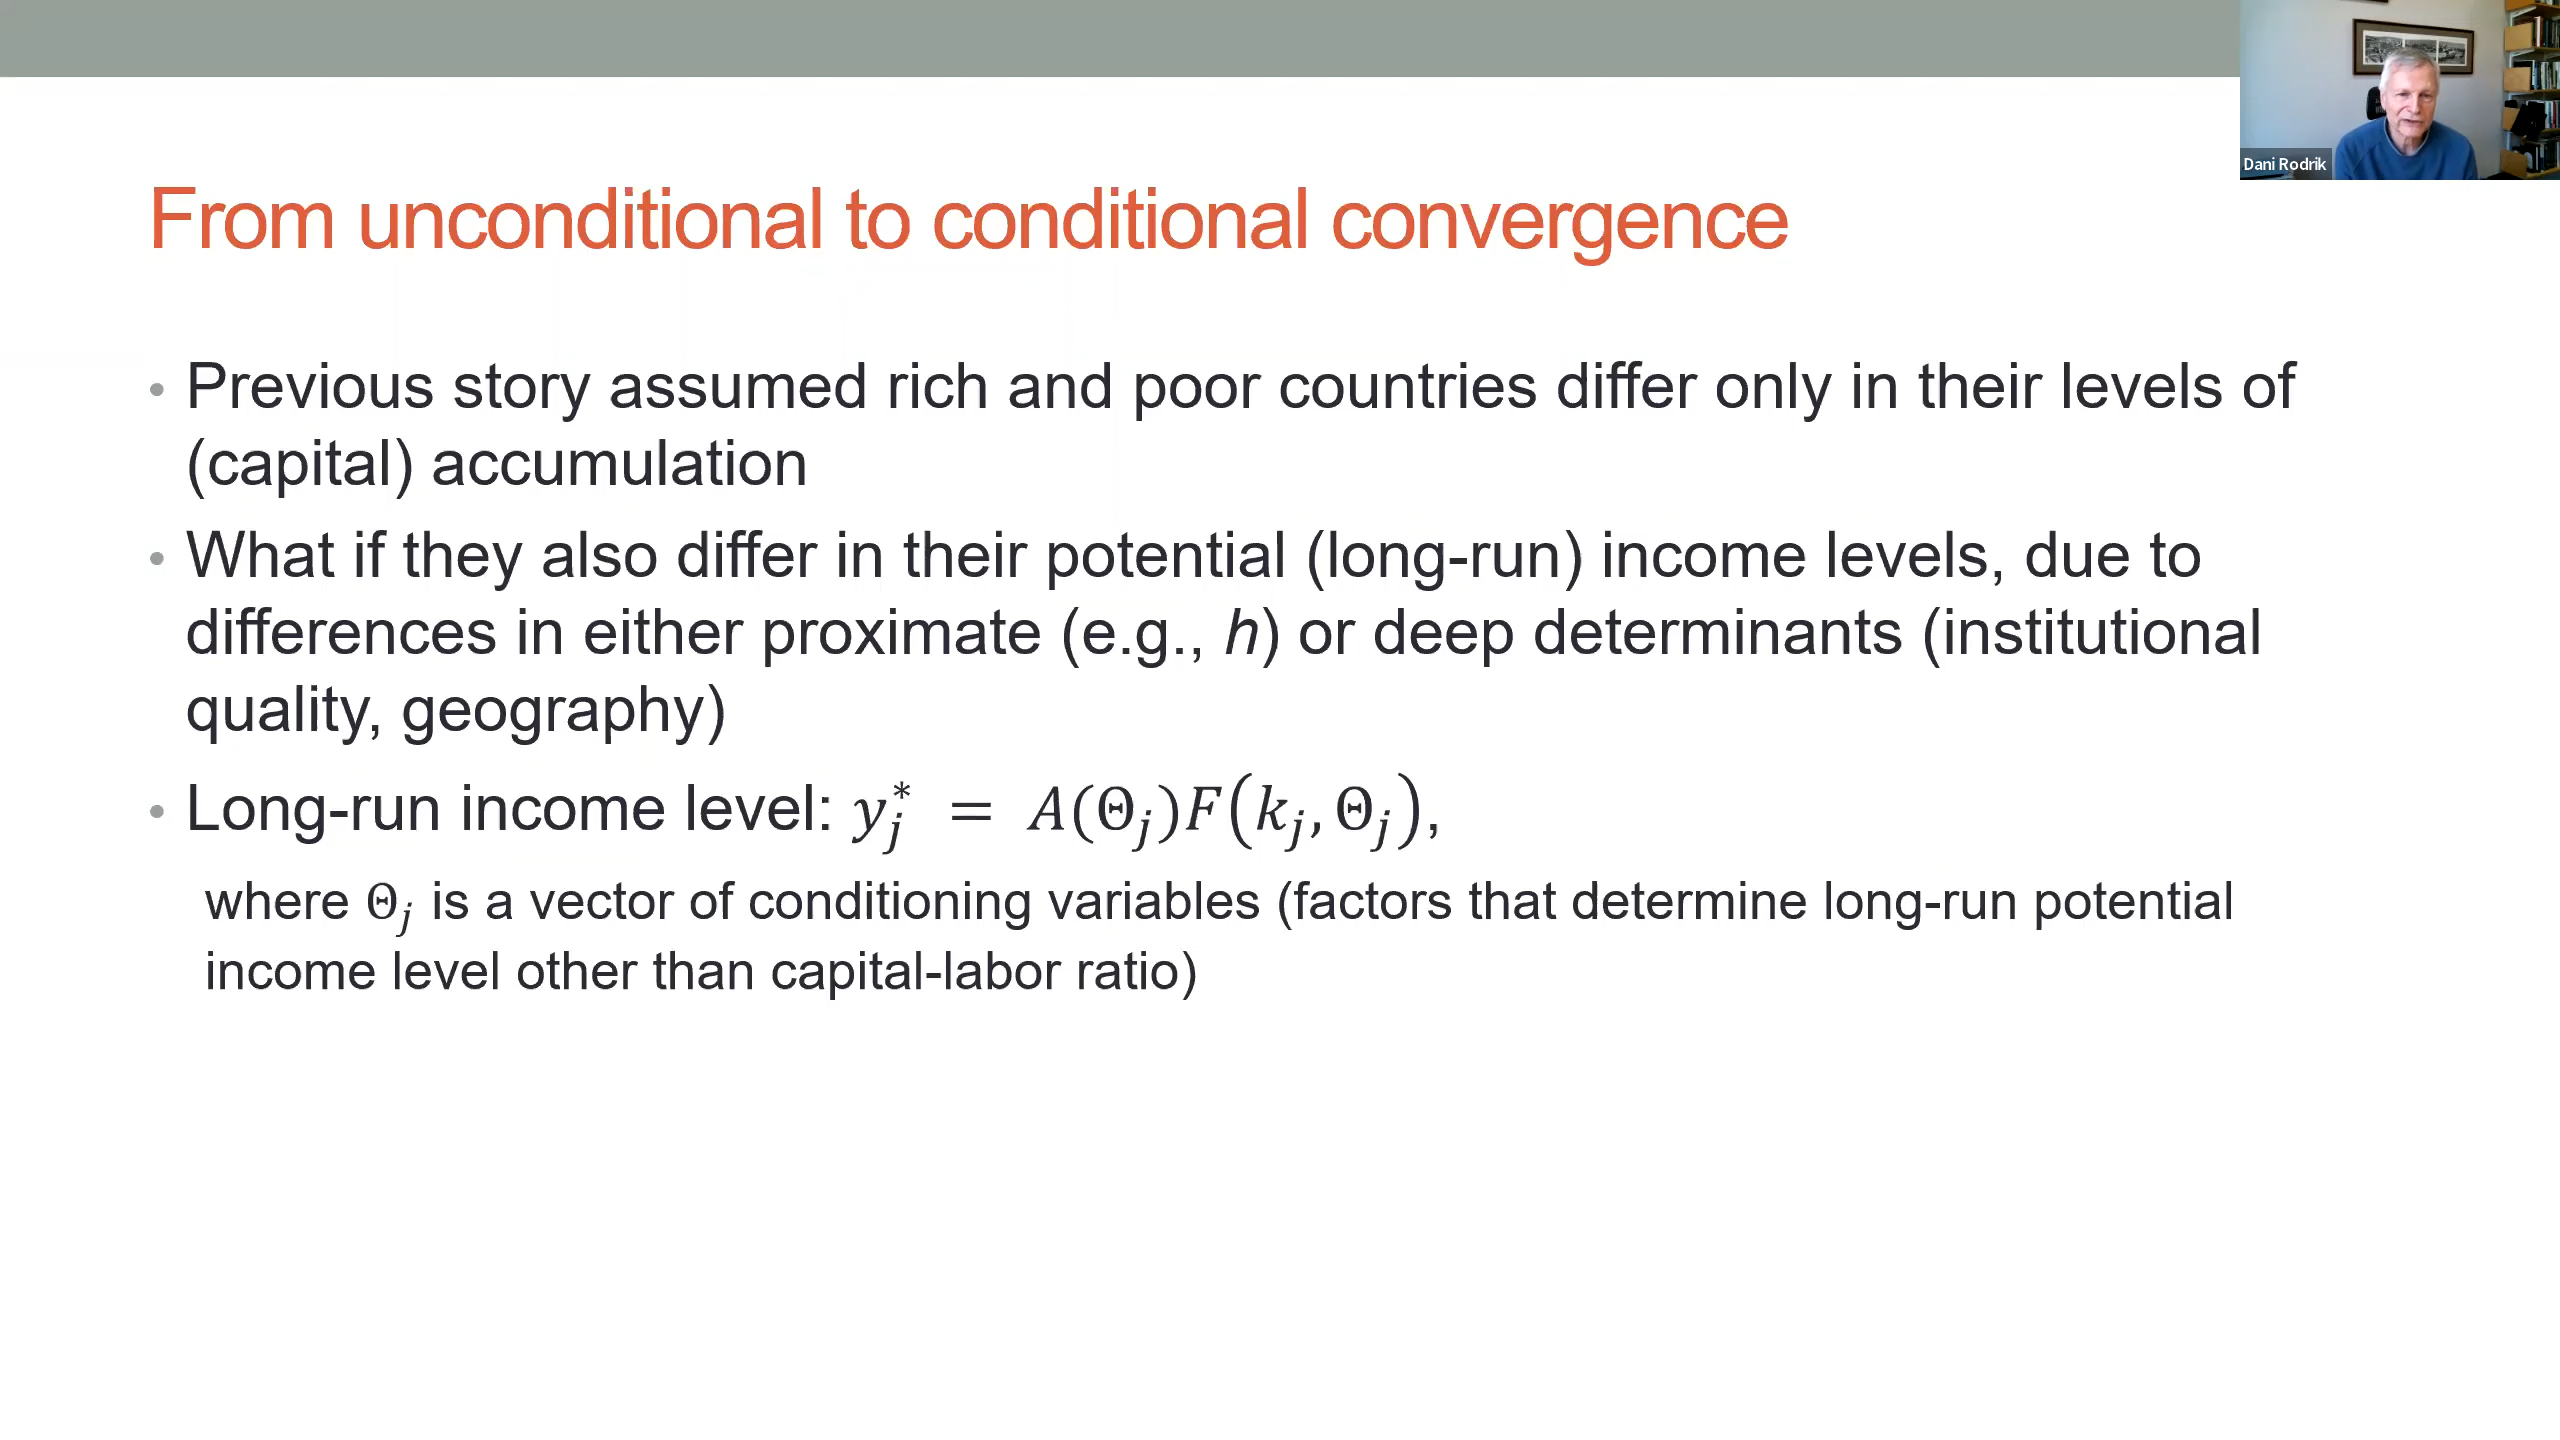 Dani Rodrik
From unconditional to conditional convergence
• Previous story assumed rich and poor countries differ only in their levels of
(capital) accumulation
• What if they also differ in their potential (long-run) income levels, due to
differences in either proximate (e.g., h) or deep determinants (institutional
quality, geography)
• Long-run income level: y_j^* = A(Θ_j)F(k_j, Θ_j),
where Θ_j is a vector of conditioning variables (factors that determine long-run potential
income level other than capital-labor ratio)